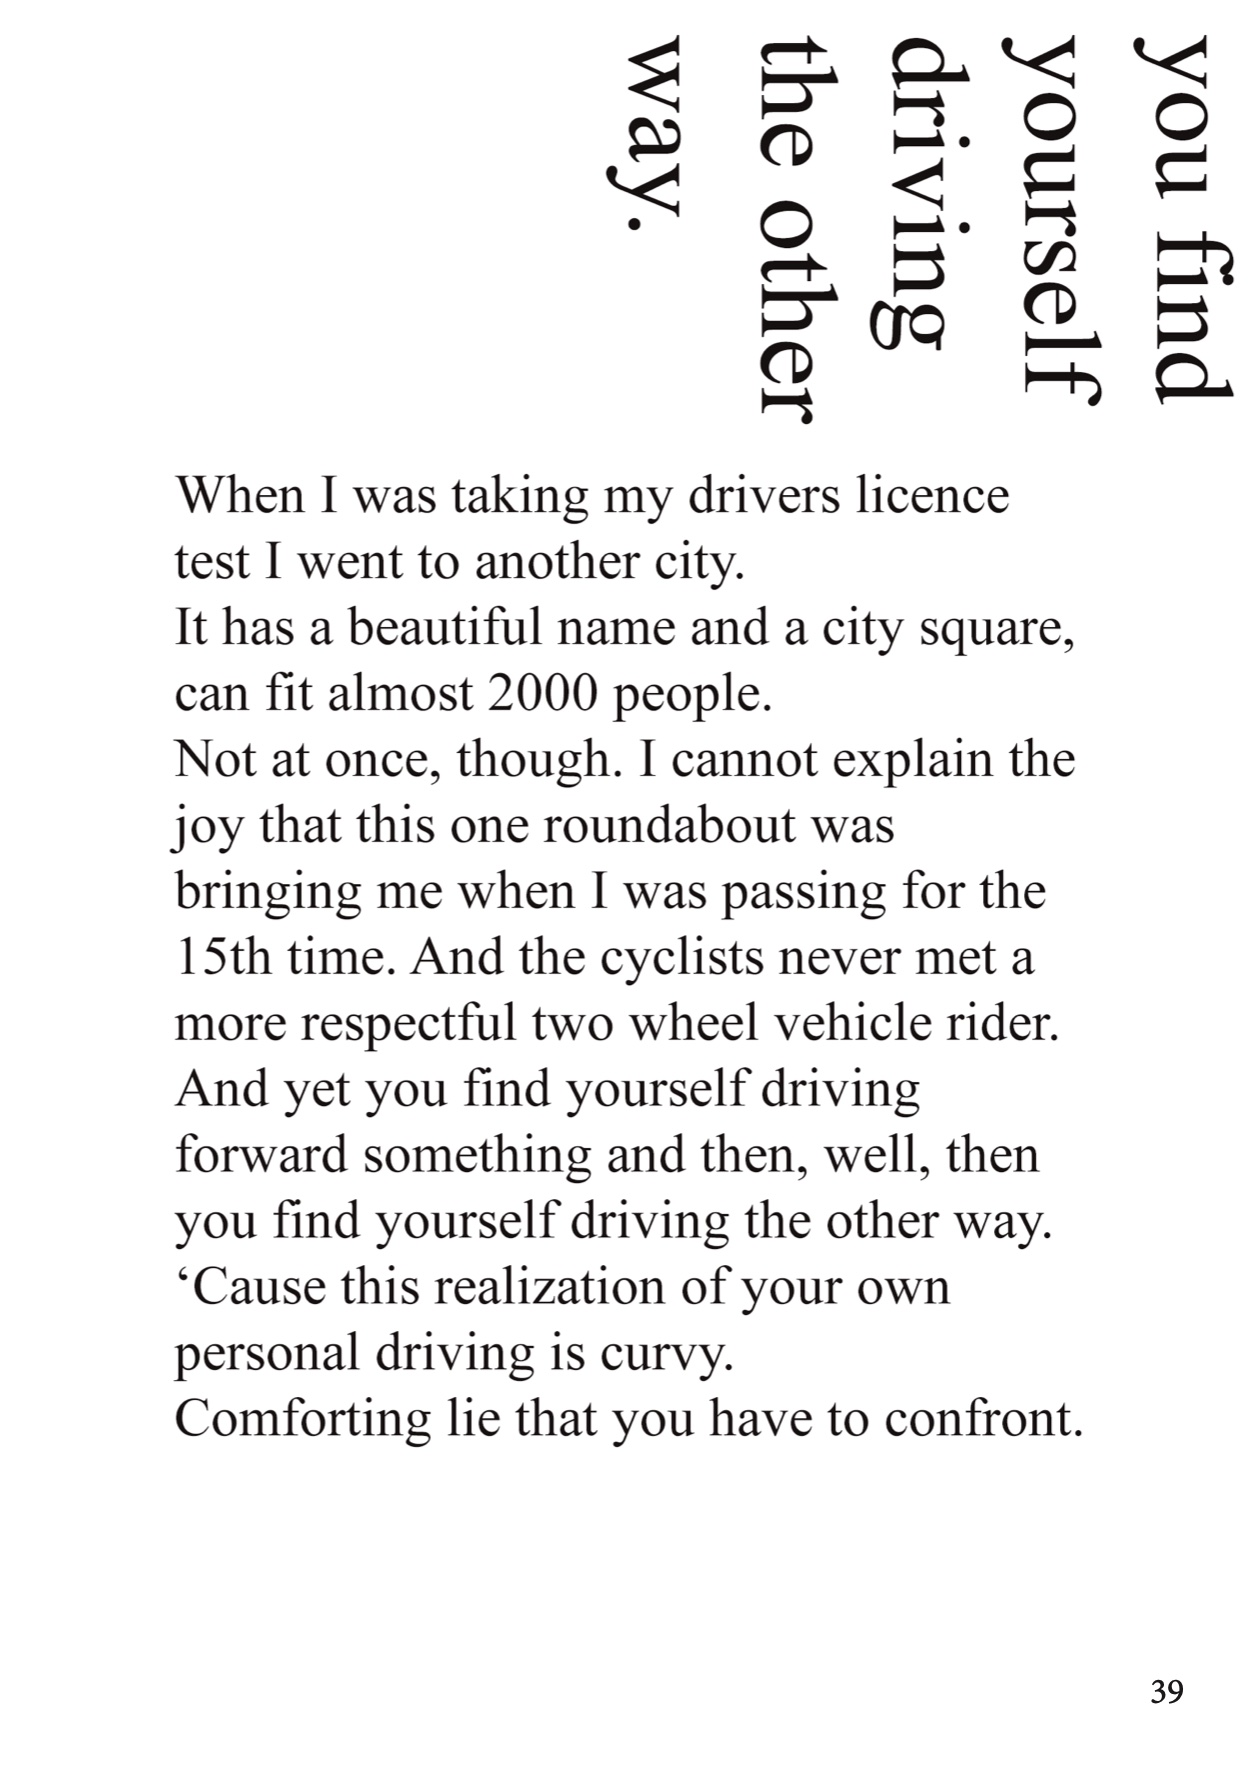 you find
yourself
driving
the other
way.
When I was taking my drivers licence
test I went to another city.
It has a beautiful name and a city square,
can fit almost 2000 people.
Not at once, though. I cannot explain the
joy that this one roundabout was
bringing me when I was passing for the
15th time. And the cyclists never met a
more respectful two wheel vehicle rider.
And yet you find yourself driving
forward something and then, well, then
you find yourself driving the other way.
‘Cause this realization of your own
personal driving is curvy.
Comforting lie that you have to confront.
39